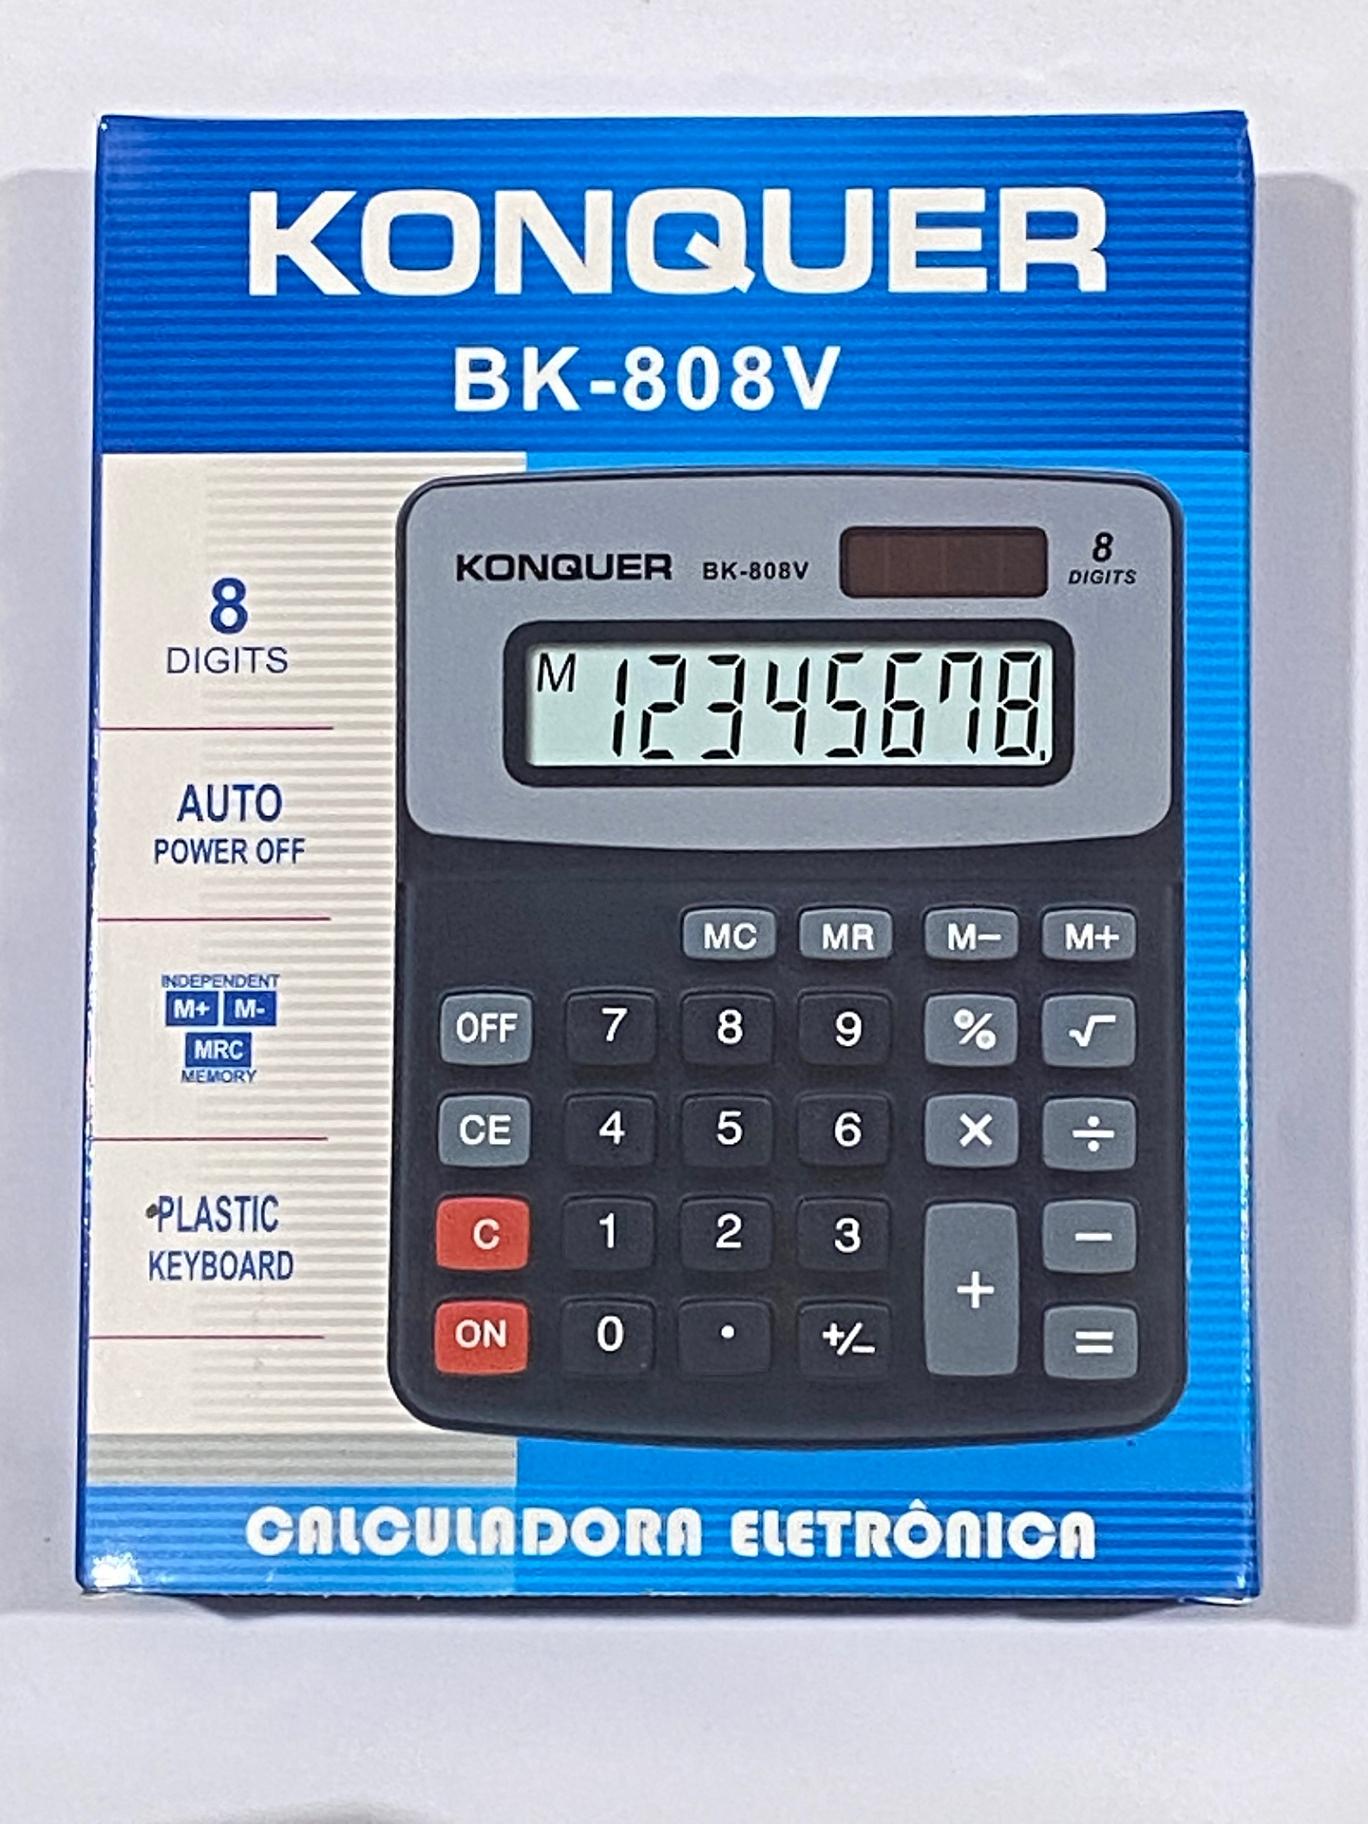 KONQUER
BK-808V
8
DIGITS
AUTO
POWER OFF
INDEPENDENT
M+ M-
MRC
MEMORY
PLASTIC
KEYBOARD
KONQUER BK-808V
8
DIGITS
M 12345678.
MC MR M− M+
OFF 7 8 9 % √
CE 4 5 6 × ÷
C 1 2 3 −
+
ON 0 • +/− =
CALCULADORA ELETRÔNICA